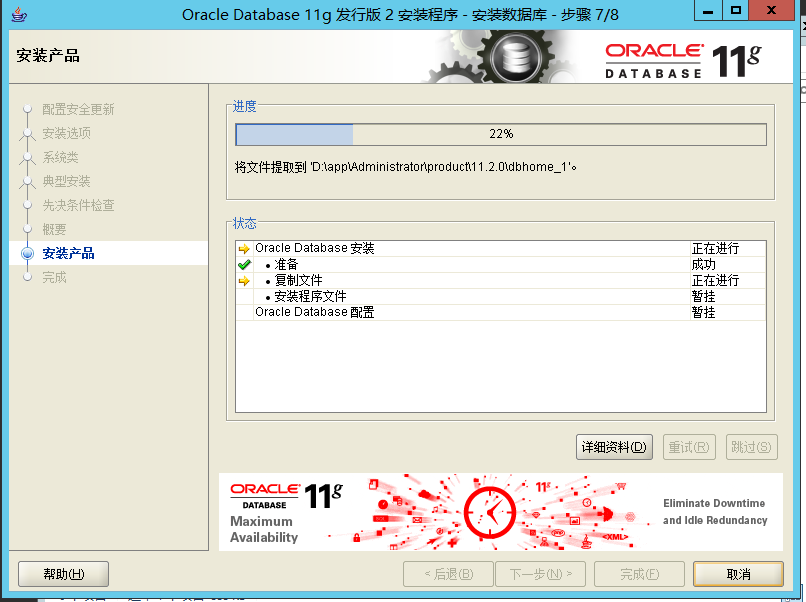 Oracle Database 11g 发行版 2 安装程序 - 安装数据库 - 步骤 7/8
安装产品
ORACLE
DATABASE 11g
配置安全更新
安装选项
系统类
典型安装
先决条件检查
概要
安装产品
完成
进度
22%
将文件提取到 'D:\app\Administrator\product\11.2.0\dbhome_1'。
状态
Oracle Database 安装 正在进行
• 准备 成功
• 复制文件 正在进行
• 安装程序文件 暂挂
Oracle Database 配置 暂挂
详细资料(D) 重试(R) 跳过(S)
ORACLE
DATABASE 11g
Maximum
Availability
11g
<XML>
Eliminate Downtime
and Idle Redundancy
帮助(H) < 后退(B) 下一步(N) > 完成(F) 取消